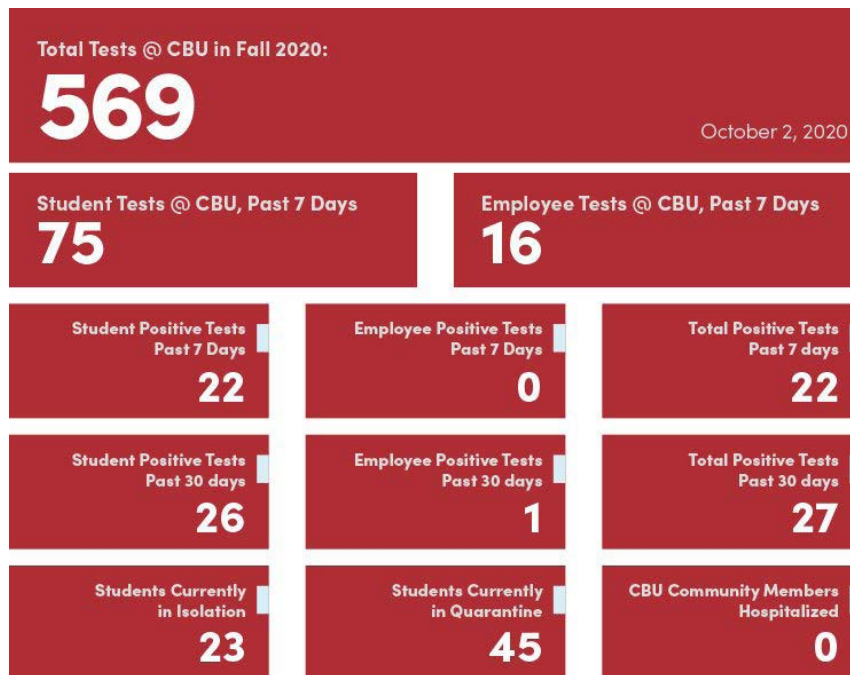 Total Tests @ CBU in Fall 2020:
569
October 2, 2020
Student Tests @ CBU, Past 7 Days
75
Employee Tests @ CBU, Past 7 Days
16
Student Positive Tests
Past 7 Days
22
Employee Positive Tests
Past 7 Days
0
Total Positive Tests
Past 7 days
22
Student Positive Tests
Past 30 days
26
Employee Positive Tests
Past 30 days
1
Total Positive Tests
Past 30 days
27
Students Currently
in Isolation
23
Students Currently
in Quarantine
45
CBU Community Members
Hospitalized
0